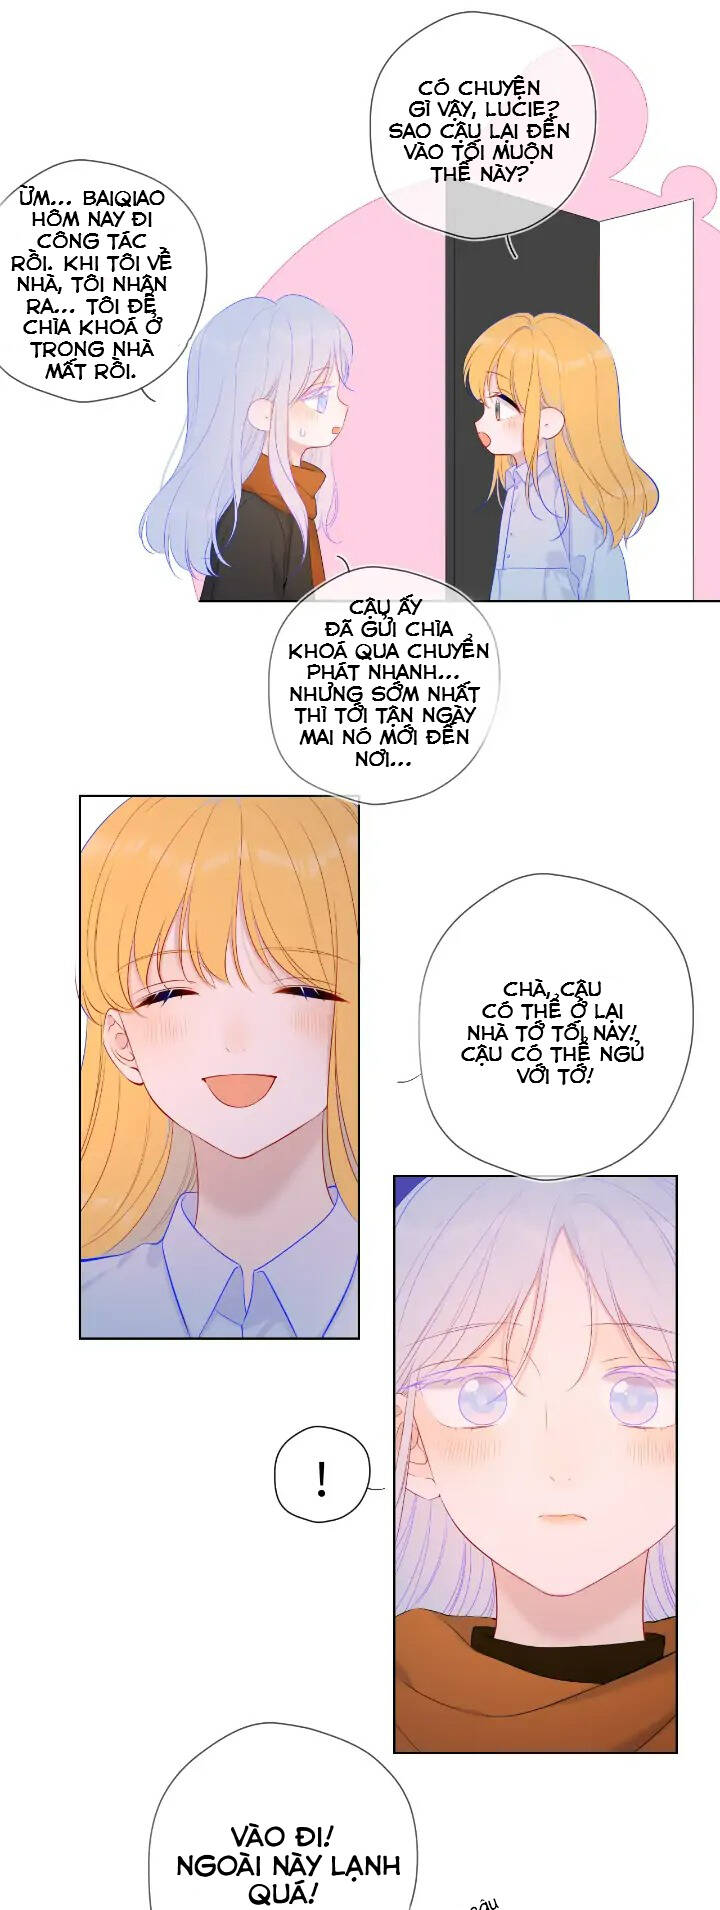 CÓ CHUYỆN
GÌ VẬY, LUCIE?
SAO CẬU LẠI ĐẾN
VÀO TỐI MUỘN
THẾ NÀY?
ỪM... BAIQIAO
HÔM NAY ĐI
CÔNG TÁC
RỒI. KHI TÔI VỀ
NHÀ, TÔI NHẬN
RA... TÔI ĐỂ
CHÌA KHOÁ Ở
TRONG NHÀ
MẤT RỒI.
CẬU ẤY
ĐÃ GỬI CHÌA
KHOÁ QUA CHUYỂN
PHÁT NHANH...
NHƯNG SỚM NHẤT
THÌ TỚI TẬN NGÀY
MAI NÓ MỚI ĐẾN
NƠI...
CHÀ, CẬU
CÓ THỂ Ở LẠI
NHÀ TỚ TỐI NAY!
CẬU CÓ THỂ NGỦ
VỚI TỚ!
!
VÀO ĐI!
NGOÀI NÀY LẠNH
QUÁ!